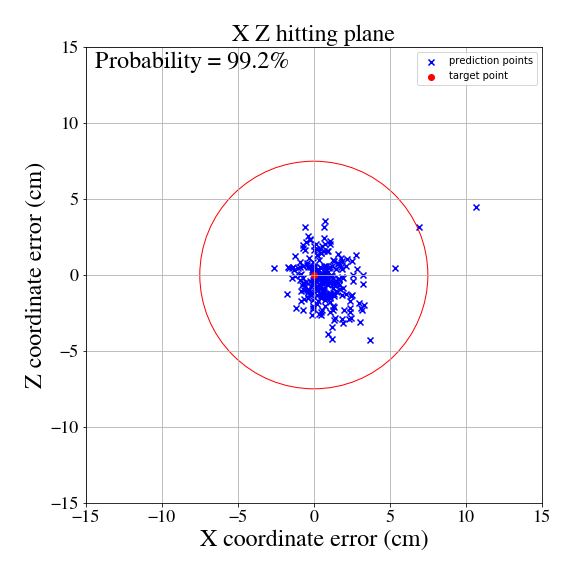 X Z hitting plane
Probability = 99.2%
prediction points
target point
15
10
5
0
−5
−10
−15
Z coordinate error (cm)
−15
−10
−5
0
5
10
15
X coordinate error (cm)